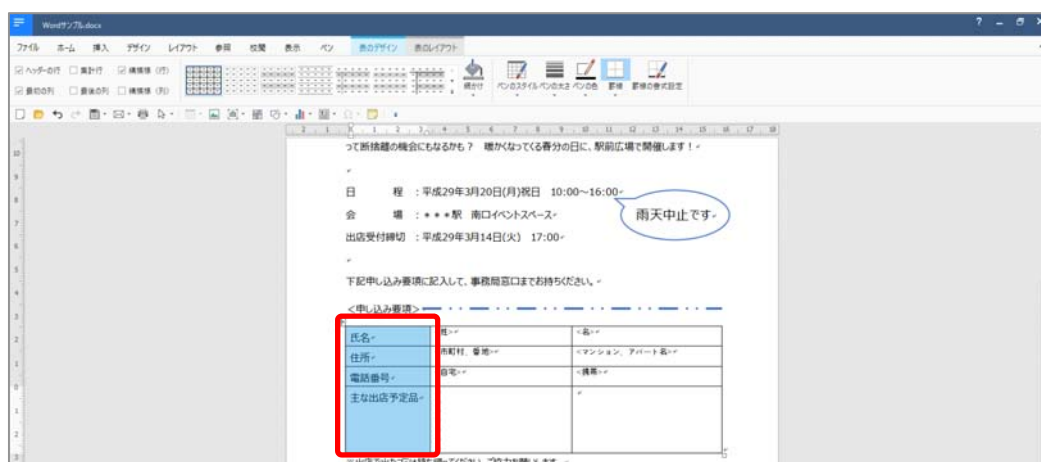 Wordサンプル.docx
ファイル ホーム 挿入 デザイン レイアウト 参照 校閲 表示 ペン 表のデザイン 表のレイアウト
☑ヘッダーの行 ☐集計行 ☑横縞模 (行)
☑最初の列 ☐最後の列 ☐横縞模 (列)
網かけ ペンのスタイル ペンの太さ ペンの色 罫線 罫線の書式設定
って断捨離の機会にもなるかも? 暖かくなってくる春分の日に、駅前広場で開催します!
日 程 :平成29年3月20日(月)祝日 10:00~16:00
会 場 :***駅 南口イベントスペース
雨天中止です
出店受付締切 :平成29年3月14日(火) 17:00
下記申し込み要項に記入して、事務局窓口までお持ちください。
<申し込み要項>
氏名 姓> <名>
住所 市町村、番地> <マンション、アパート名>
電話番号 自宅> <携帯>
主な出店予定品